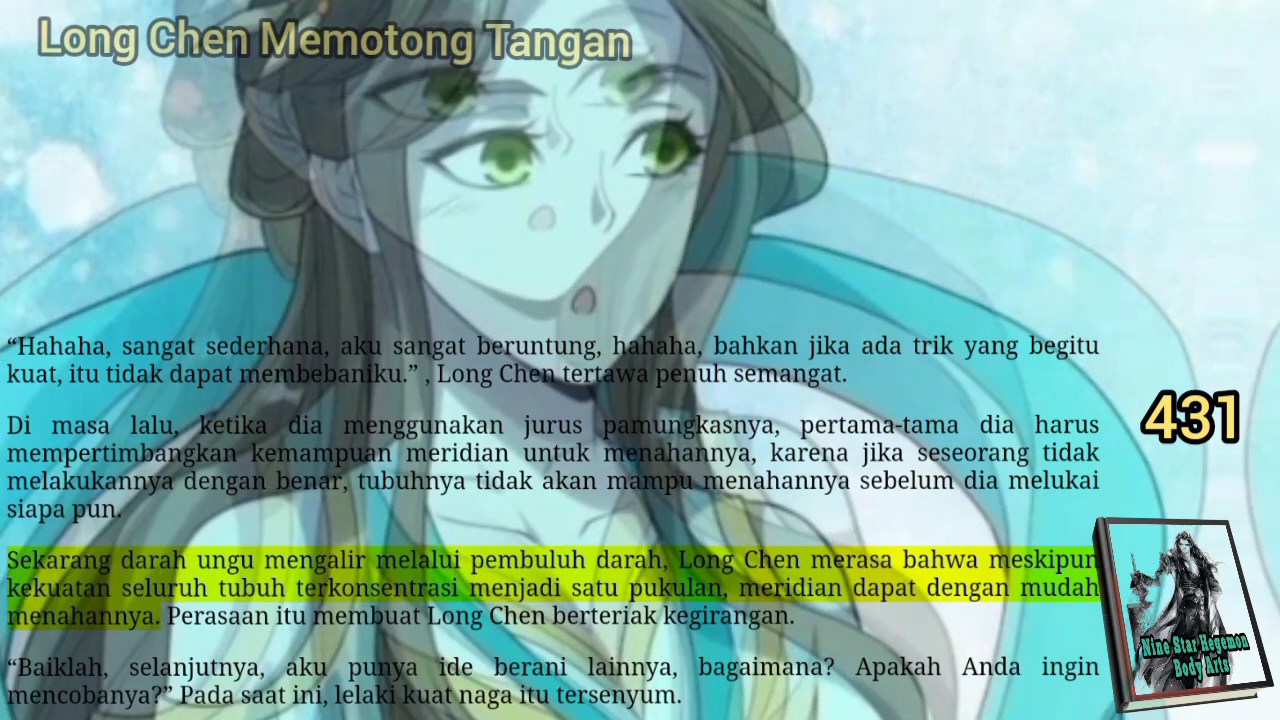 Long Chen Memotong Tangan
“Hahaha, sangat sederhana, aku sangat beruntung, hahaha, bahkan jika ada trik yang begitu
kuat, itu tidak dapat membebaniku.” , Long Chen tertawa penuh semangat.
Di masa lalu, ketika dia menggunakan jurus pamungkasnya, pertama-tama dia harus
mempertimbangkan kemampuan meridian untuk menahannya, karena jika seseorang tidak
melakukannya dengan benar, tubuhnya tidak akan mampu menahannya sebelum dia melukai
siapa pun.
431
Sekarang darah ungu mengalir melalui pembuluh darah, Long Chen merasa bahwa meskipun
kekuatan seluruh tubuh terkonsentrasi menjadi satu pukulan, meridian dapat dengan mudah
menahannya. Perasaan itu membuat Long Chen berteriak kegirangan.
“Baiklah, selanjutnya, aku punya ide berani lainnya, bagaimana? Apakah Anda ingin
mencobanya?” Pada saat ini, lelaki kuat naga itu tersenyum.
Nine Star Hegemon
Body Arts